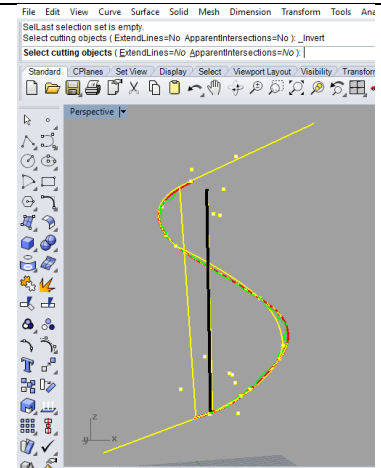 File Edit View Curve Surface Solid Mesh Dimension Transform Tools Ana
SelLast selection set is empty.
Select cutting objects ( ExtendLines=No ApparentIntersections=No ): _Invert
Select cutting objects ( ExtendLines=No ApparentIntersections=No ):
Standard CPlanes Set View Display Select Viewport Layout Visibility Transform
Perspective
z
y x